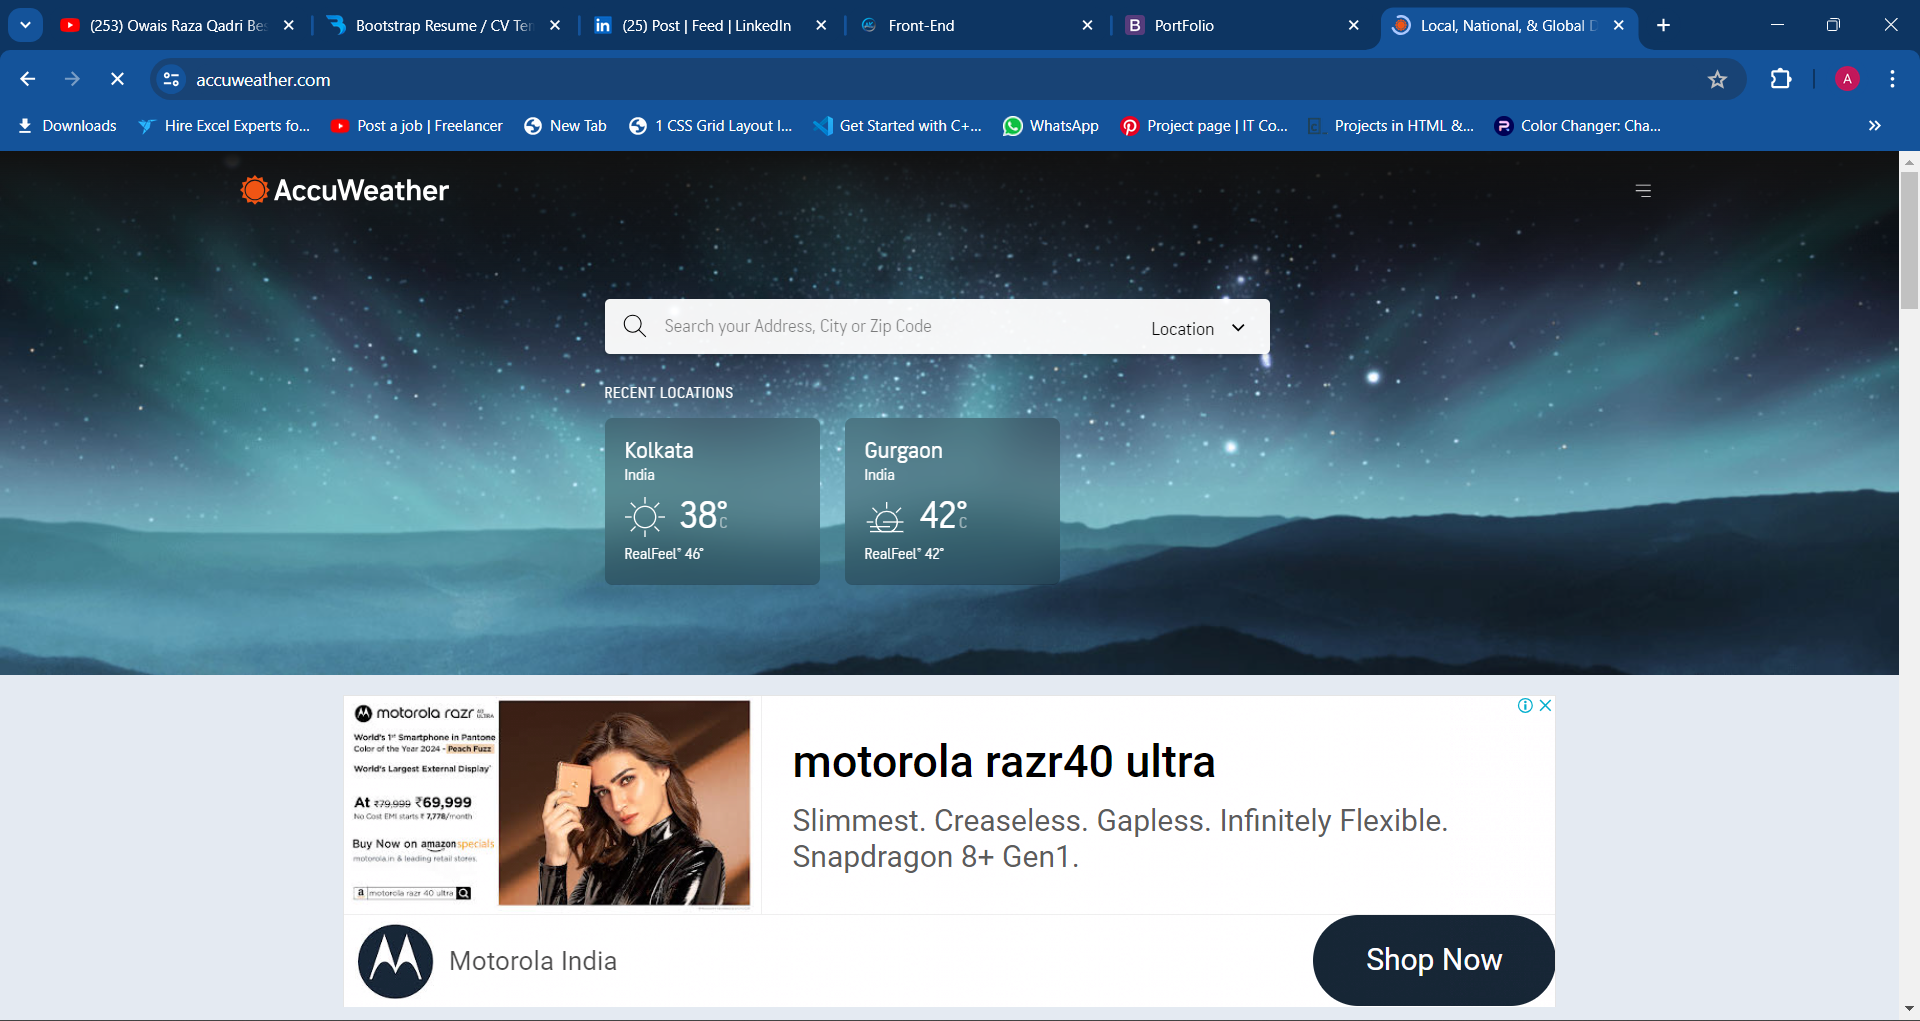 (253) Owais Raza Qadri Bes
Bootstrap Resume / CV Ten
(25) Post | Feed | LinkedIn
Front-End
PortFolio
Local, National, & Global D
accuweather.com
A
Downloads
Hire Excel Experts fo...
Post a job | Freelancer
New Tab
1 CSS Grid Layout I...
Get Started with C+...
WhatsApp
Project page | IT Co...
Projects in HTML &...
Color Changer: Cha...
AccuWeather
Search your Address, City or Zip Code
Location
RECENT LOCATIONS
Kolkata
India
38°C
RealFeel® 46°
Gurgaon
India
42°C
RealFeel® 42°
motorola razr 40 ULTRA
World's 1st Smartphone in Pantone
Color of the Year 2024 - Peach Fuzz
World's Largest External Display*
At ₹79,999 ₹69,999
No Cost EMI starts ₹ 7,778/month
Buy Now on amazon specials
motorola.in & leading retail stores.
a motorola razr 40 ultra
motorola razr40 ultra
Slimmest. Creaseless. Gapless. Infinitely Flexible.
Snapdragon 8+ Gen1.
Motorola India
Shop Now